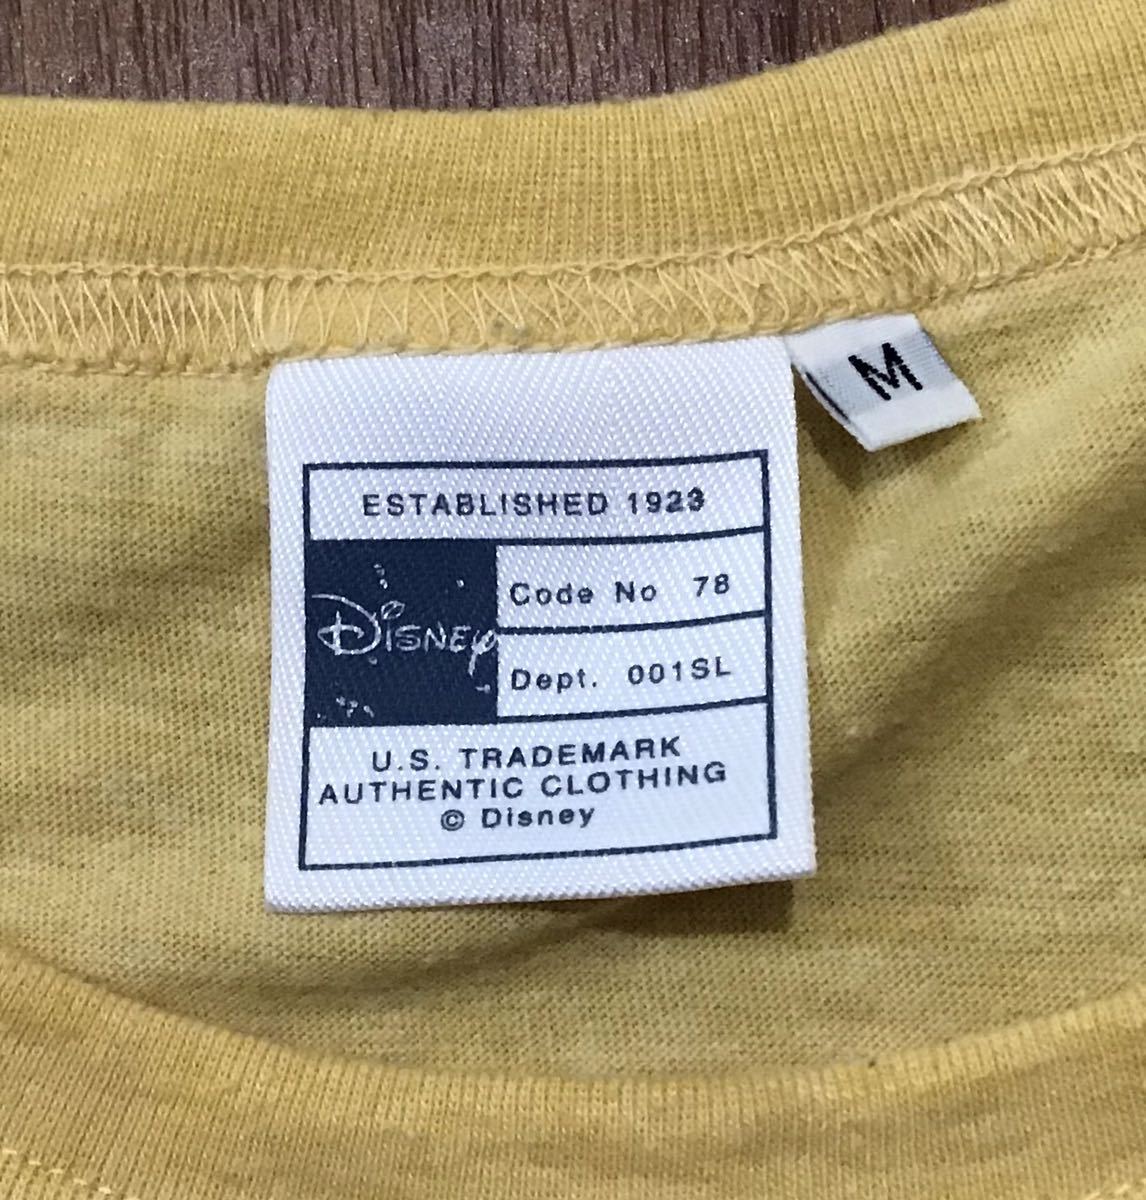 M
ESTABLISHED 1923
DISNEY
Code No 78
Dept. 001SL
U.S. TRADEMARK
AUTHENTIC CLOTHING
© Disney